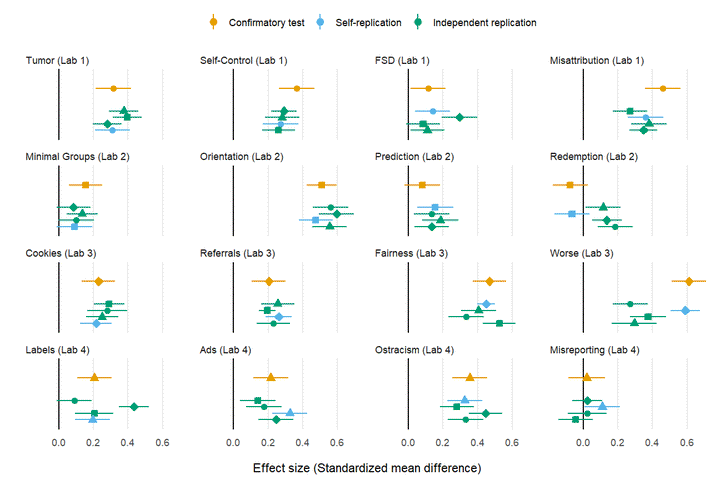 Confirmatory test Self-replication Independent replication
Tumor (Lab 1) Self-Control (Lab 1) FSD (Lab 1) Misattribution (Lab 1)
Minimal Groups (Lab 2) Orientation (Lab 2) Prediction (Lab 2) Redemption (Lab 2)
Cookies (Lab 3) Referrals (Lab 3) Fairness (Lab 3) Worse (Lab 3)
Labels (Lab 4) Ads (Lab 4) Ostracism (Lab 4) Misreporting (Lab 4)
0.0 0.2 0.4 0.6 0.0 0.2 0.4 0.6 0.0 0.2 0.4 0.6 0.0 0.2 0.4 0.6
Effect size (Standardized mean difference)